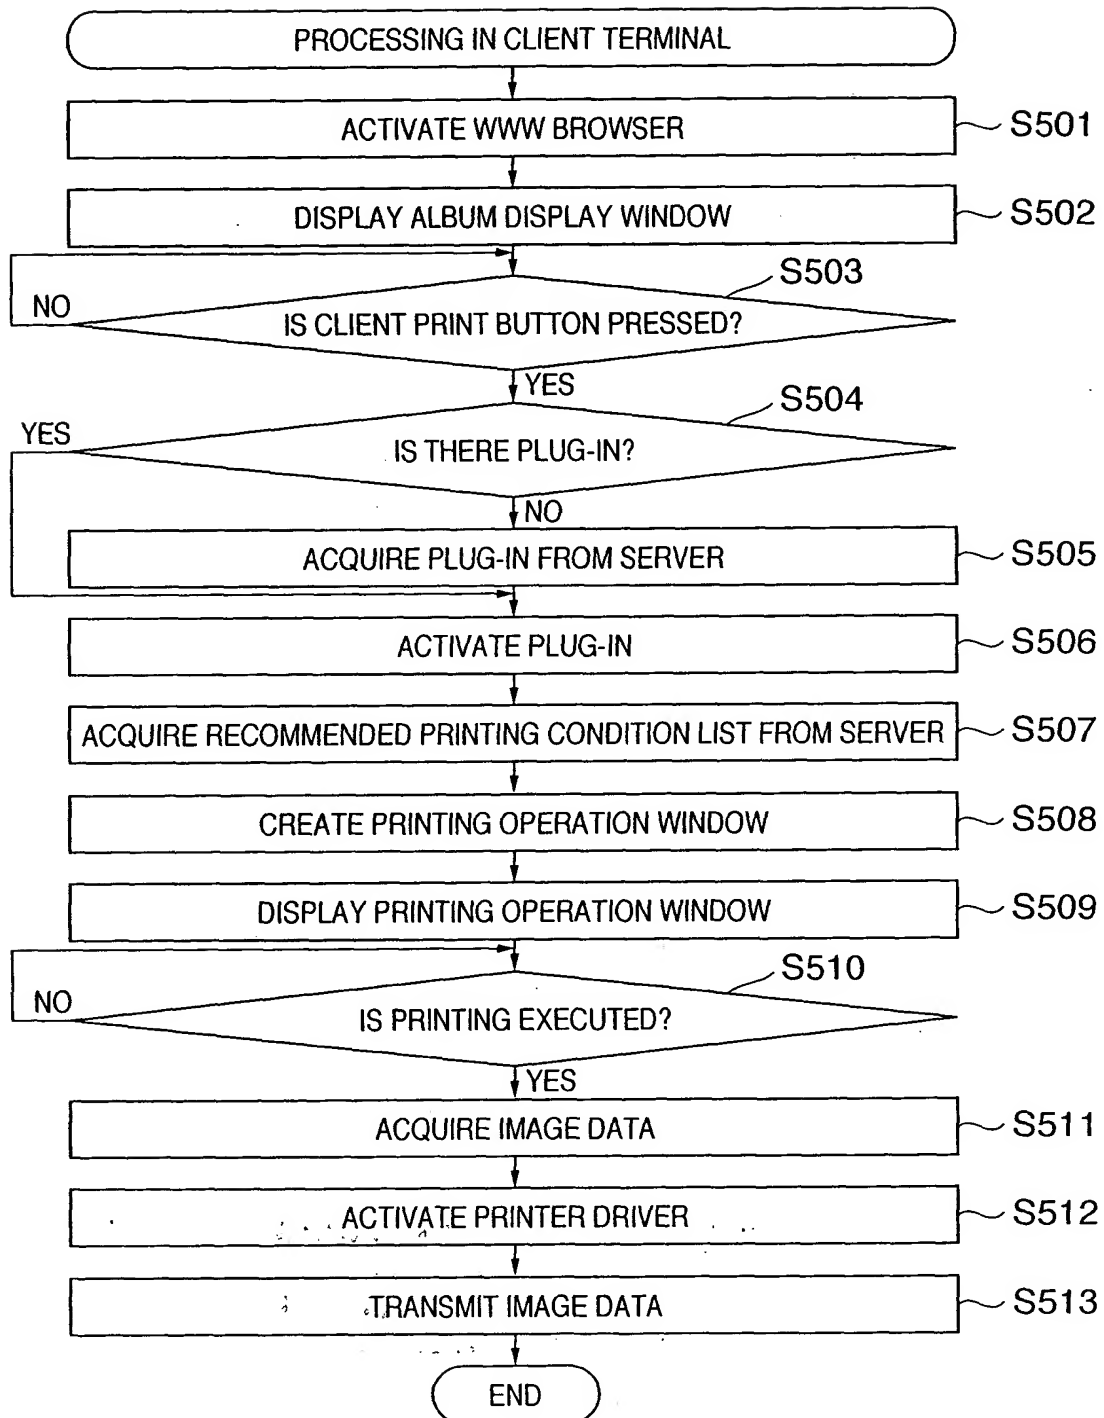 PROCESSING IN CLIENT TERMINAL
ACTIVATE WWW BROWSER
S501
DISPLAY ALBUM DISPLAY WINDOW
S502
S503
NO
IS CLIENT PRINT BUTTON PRESSED?
YES
S504
YES
IS THERE PLUG-IN?
NO
ACQUIRE PLUG-IN FROM SERVER
S505
ACTIVATE PLUG-IN
S506
ACQUIRE RECOMMENDED PRINTING CONDITION LIST FROM SERVER
S507
CREATE PRINTING OPERATION WINDOW
S508
DISPLAY PRINTING OPERATION WINDOW
S509
S510
NO
IS PRINTING EXECUTED?
YES
ACQUIRE IMAGE DATA
S511
ACTIVATE PRINTER DRIVER
S512
TRANSMIT IMAGE DATA
S513
END